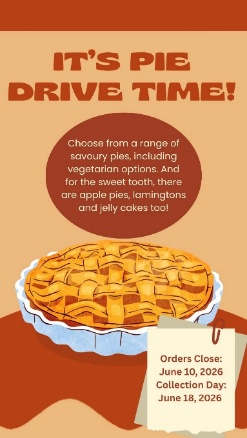 IT'S PIE
DRIVE TIME!
Choose from a range of
savoury pies, including
vegetarian options. And
for the sweet tooth, there
are apple pies, lamingtons
and jelly cakes too!
Orders Close:
June 10, 2026
Collection Day:
June 18, 2026